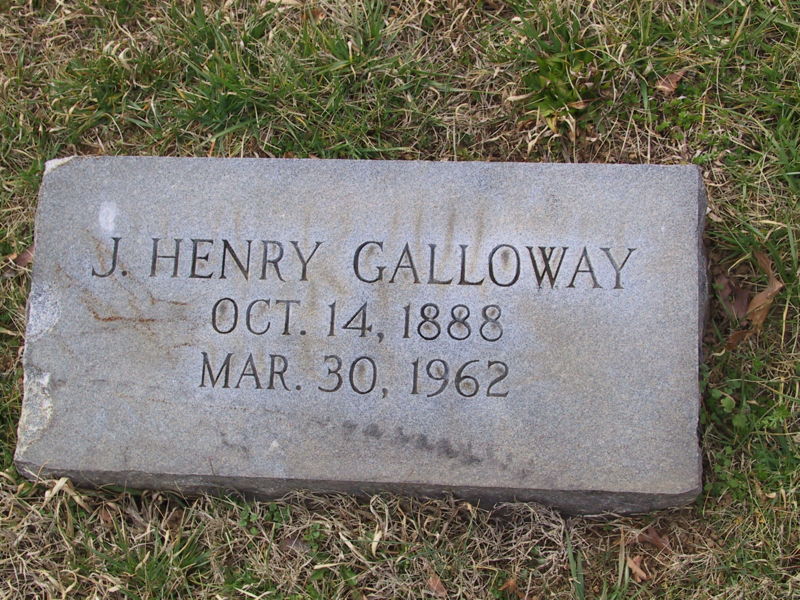 J. HENRY GALLOWAY
OCT. 14, 1888
MAR. 30, 1962